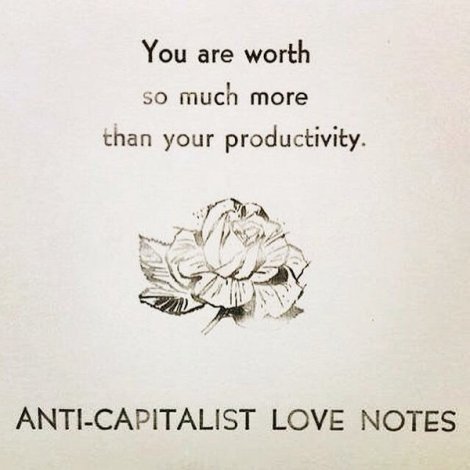 You are worth
so much more
than your productivity.
ANTI-CAPITALIST LOVE NOTES